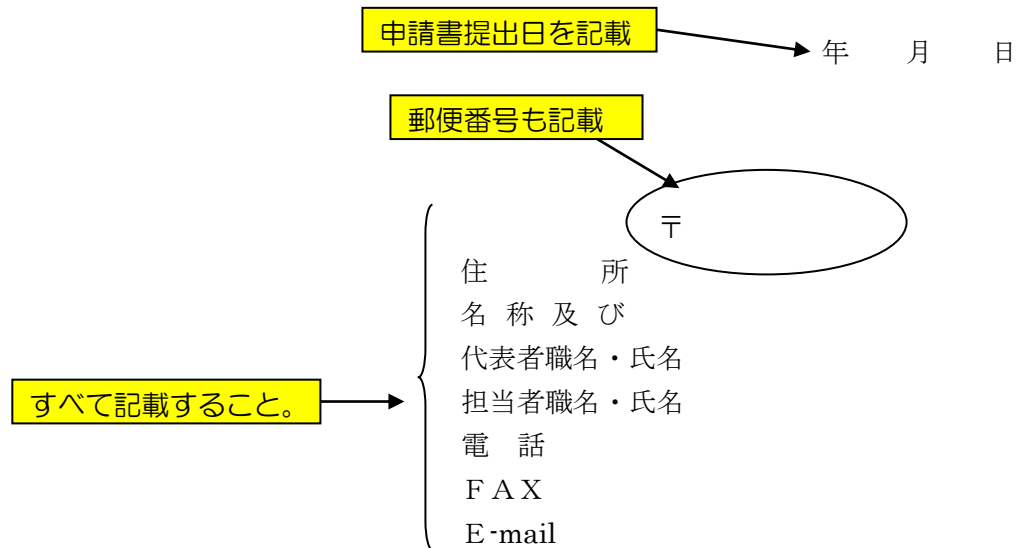 申請書提出日を記載
年　　月　　日
郵便番号も記載
〒
住　　　所
名 称 及 び
代表者職名・氏名
すべて記載すること。
担当者職名・氏名
電　話
ＦＡＸ
Ｅ-mail